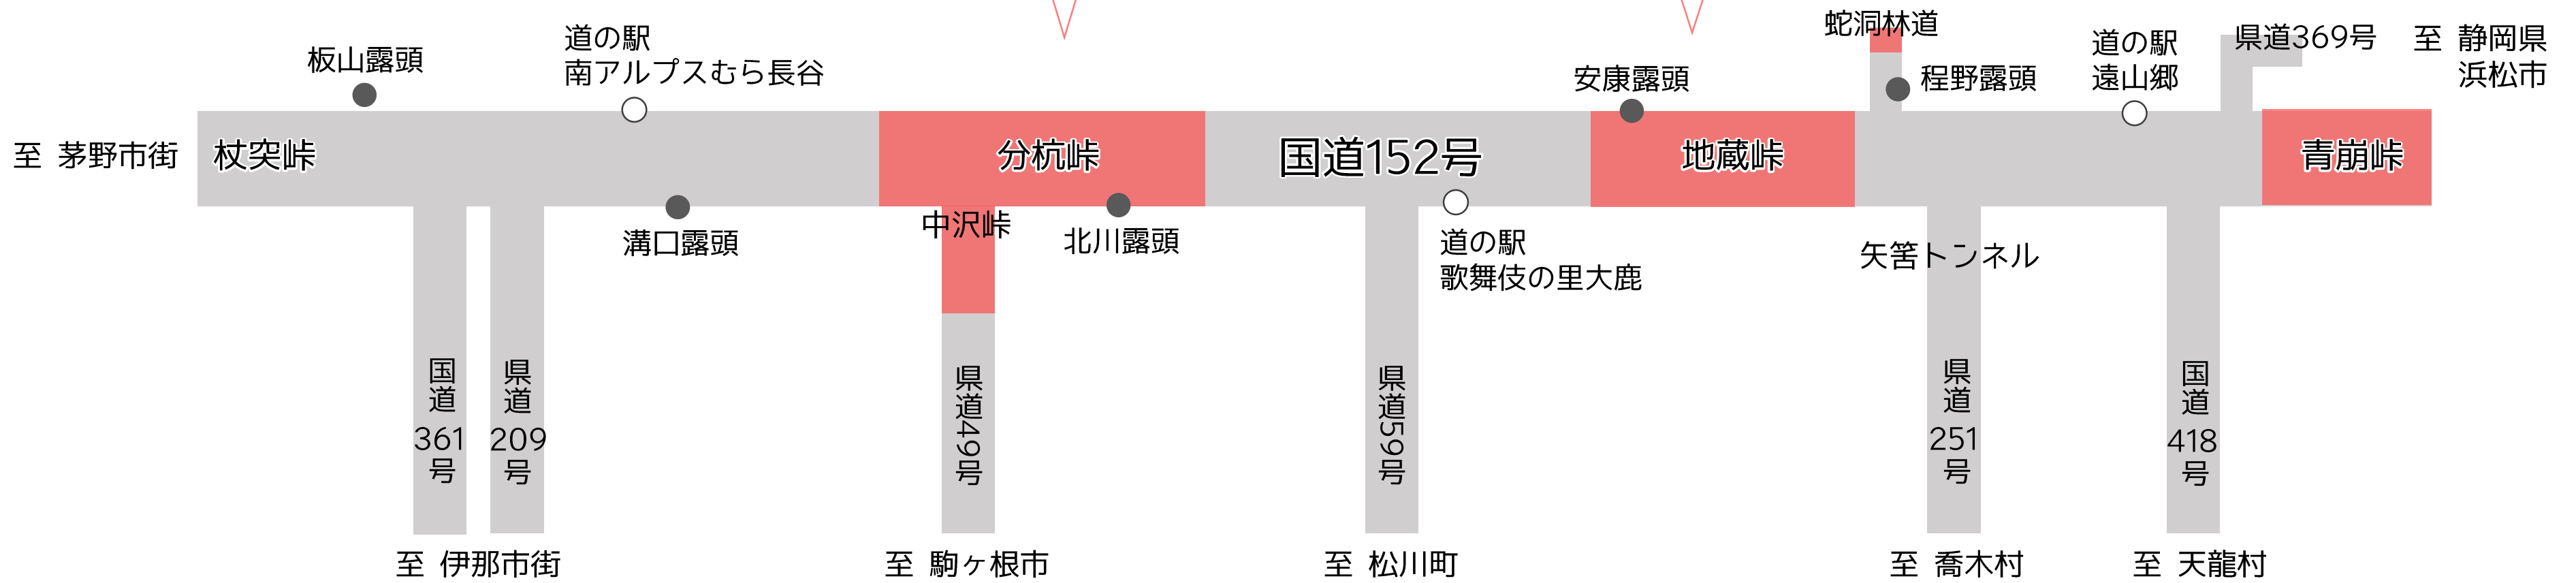 蛇洞林道
道の駅
南アルプスむら長谷
板山露頭
安康露頭
程野露頭
道の駅
遠山郷
県道369号
至 静岡県
浜松市
至 茅野市街
杖突峠
分杭峠
国道152号
地蔵峠
青崩峠
溝口露頭
中沢峠
北川露頭
道の駅
歌舞伎の里大鹿
矢筈トンネル
国道361号
県道209号
県道49号
県道59号
県道251号
国道418号
至 伊那市街
至 駒ヶ根市
至 松川町
至 喬木村
至 天龍村